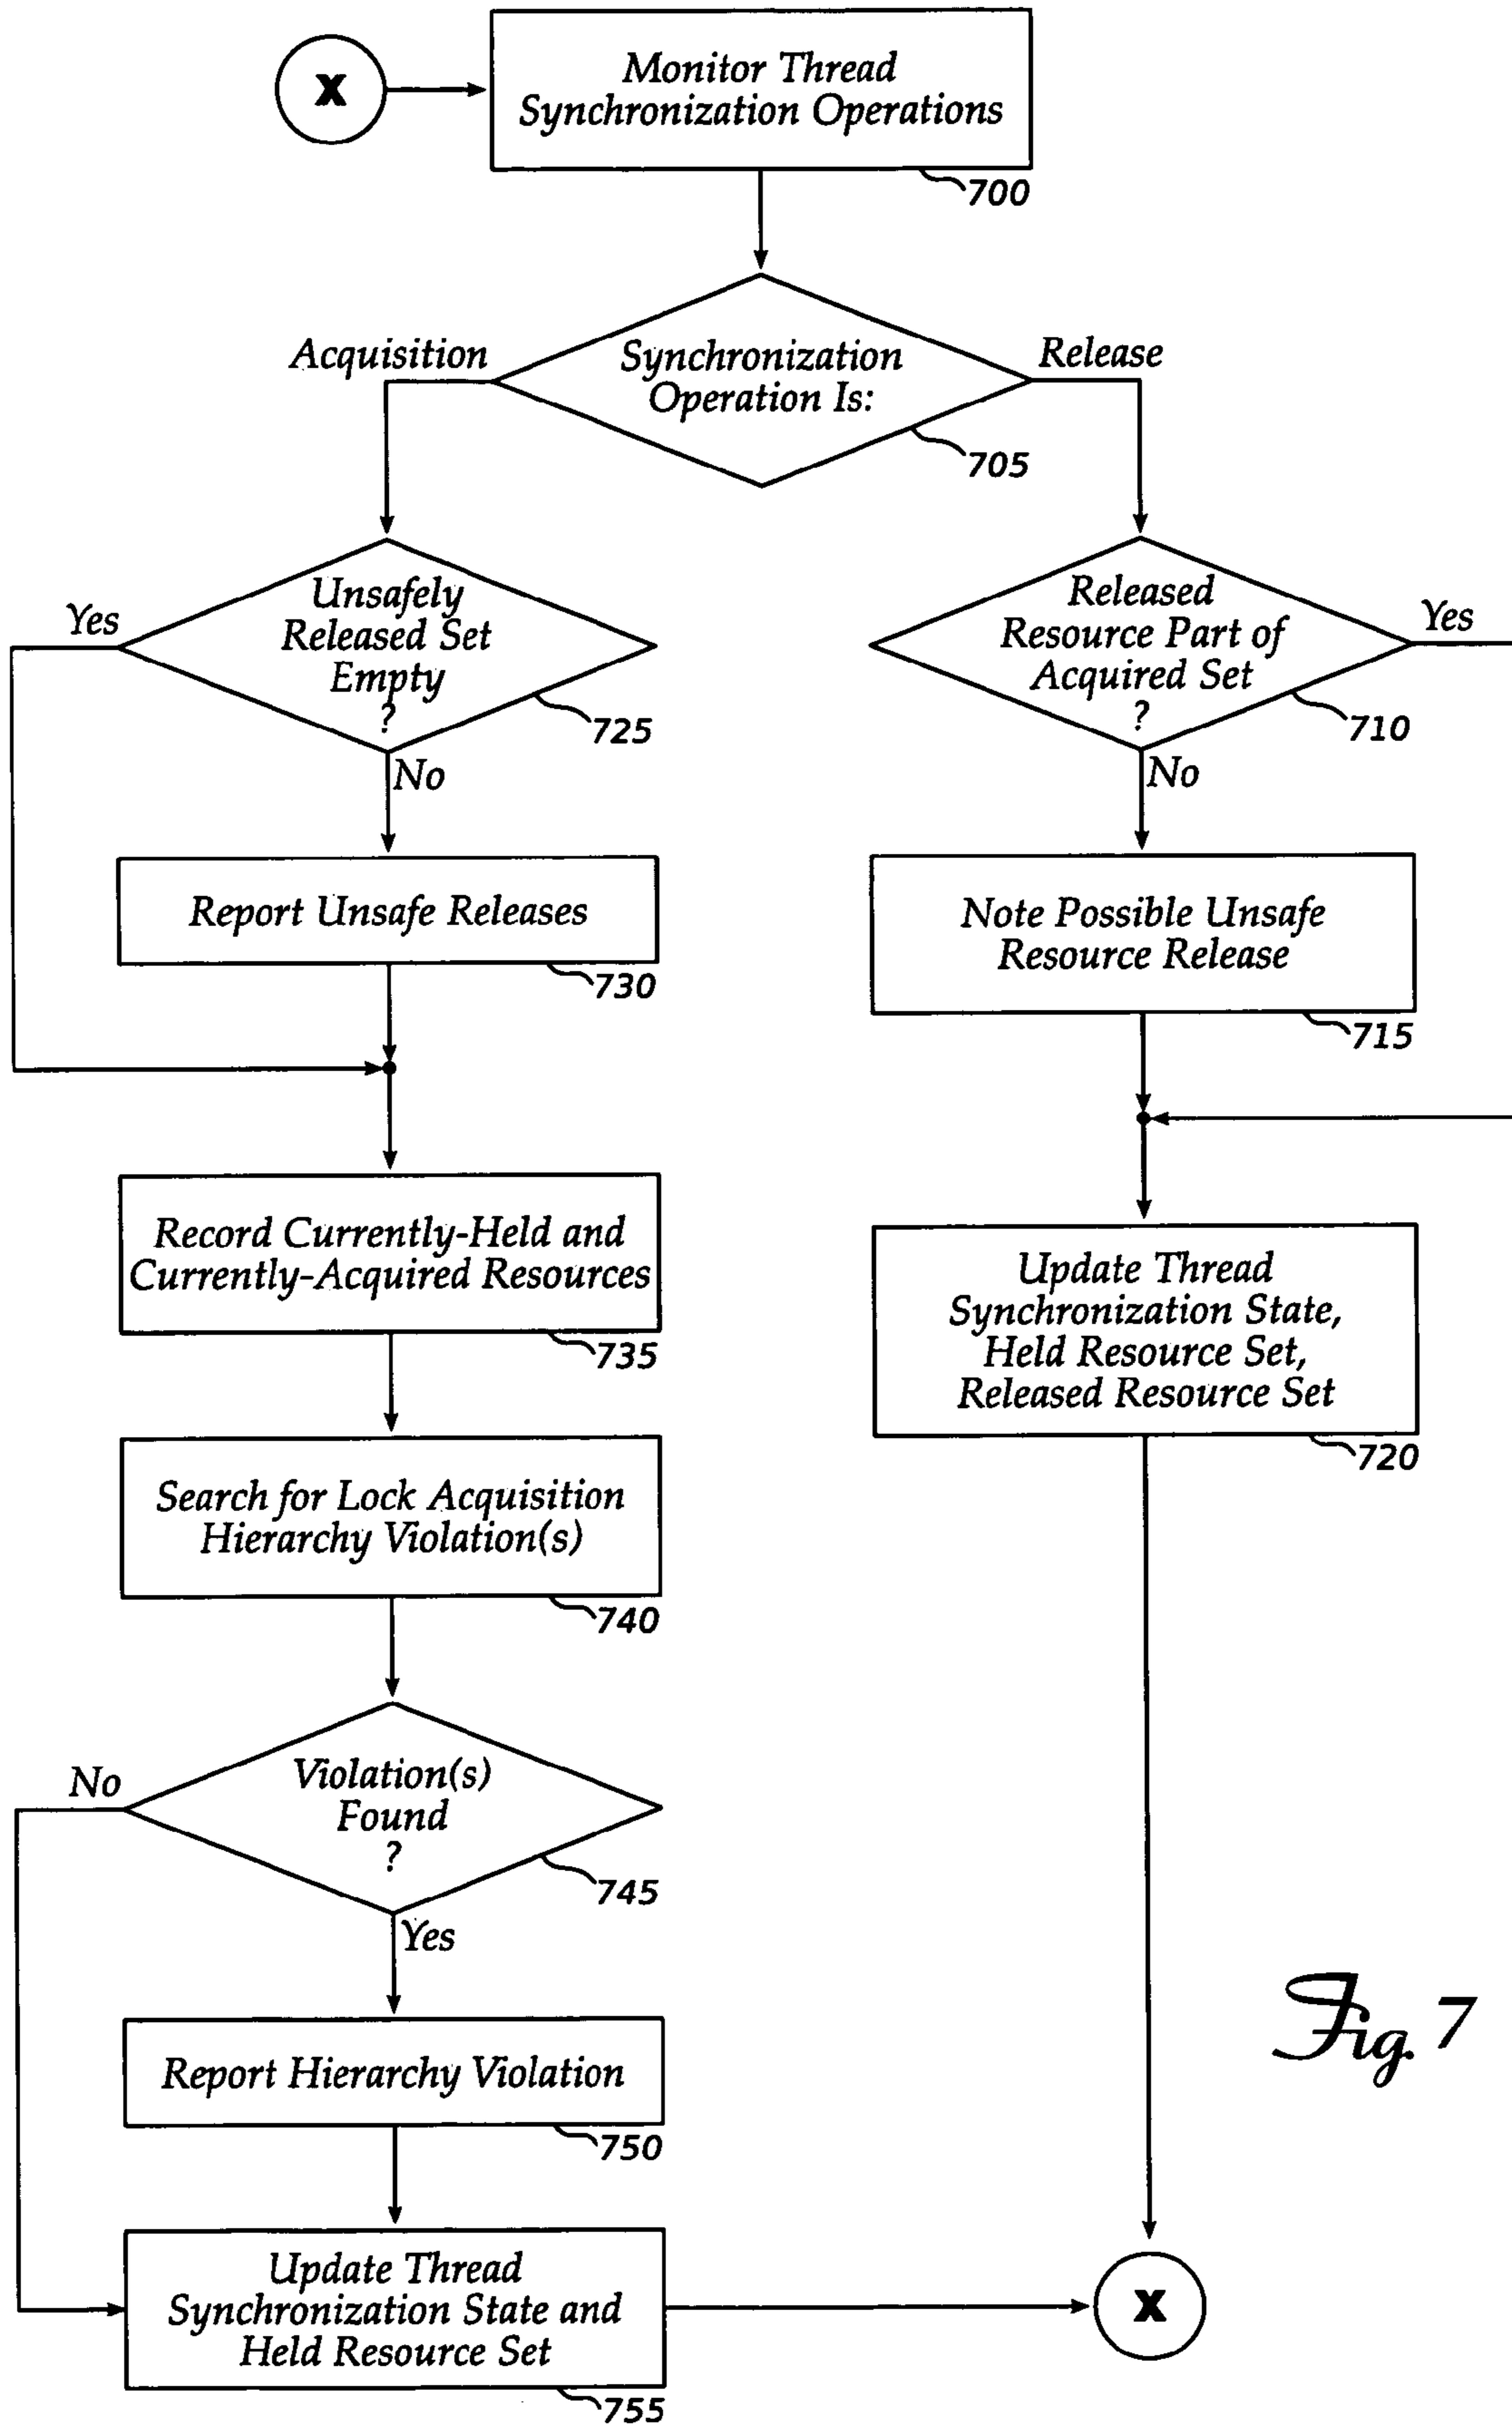 X
Monitor Thread
Synchronization Operations
700
Acquisition
Synchronization
Operation Is:
Release
705
Yes
Unsafely
Released Set
Empty
?
725
No
Released
Resource Part of
Acquired Set
?
Yes
710
No
Report Unsafe Releases
730
Note Possible Unsafe
Resource Release
715
Record Currently-Held and
Currently-Acquired Resources
735
Update Thread
Synchronization State,
Held Resource Set,
Released Resource Set
720
Search for Lock Acquisition
Hierarchy Violation(s)
740
No
Violation(s)
Found
?
745
Yes
Report Hierarchy Violation
750
Fig. 7
Update Thread
Synchronization State and
Held Resource Set
755
X